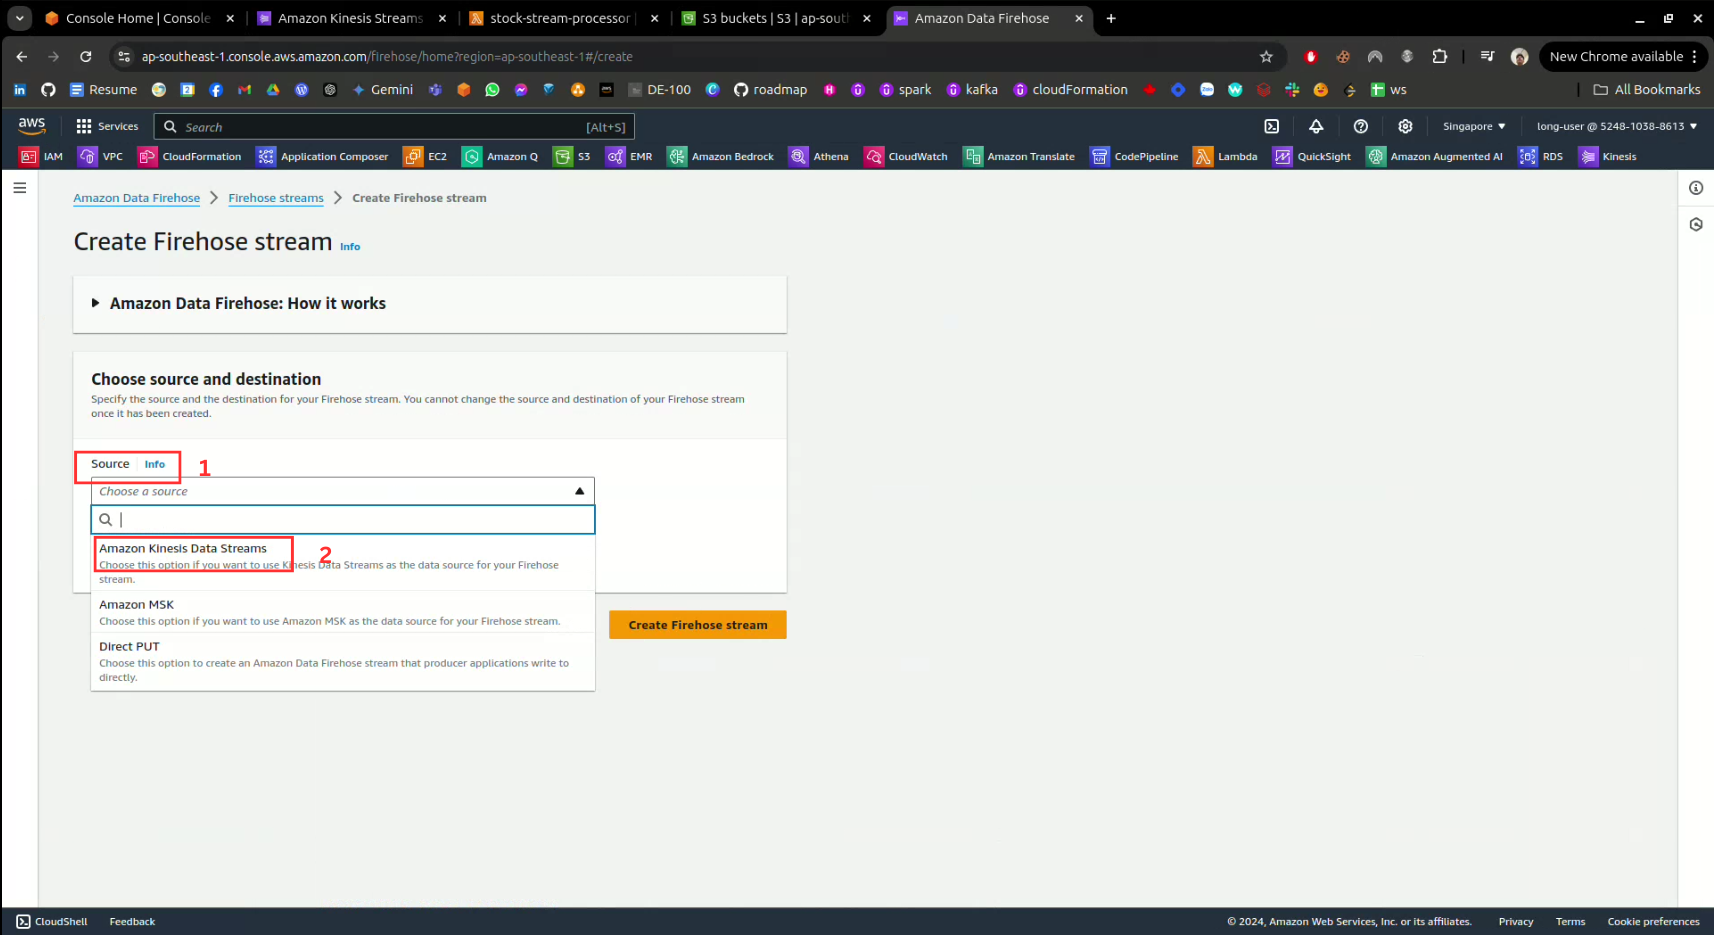 Console Home | Console
Amazon Kinesis Streams
stock-stream-processor
S3 buckets | S3 | ap-sout
Amazon Data Firehose
ap-southeast-1.console.aws.amazon.com/firehose/home?region=ap-southeast-1#/create
New Chrome available
Resume
Gemini
DE-100
roadmap
spark
kafka
cloudFormation
ws
All Bookmarks
aws
Services
Search
[Alt+S]
Singapore
long-user @ 5248-1038-8613
IAM
VPC
CloudFormation
Application Composer
EC2
Amazon Q
S3
EMR
Amazon Bedrock
Athena
CloudWatch
Amazon Translate
CodePipeline
Lambda
QuickSight
Amazon Augmented AI
RDS
Kinesis
Amazon Data Firehose
Firehose streams
Create Firehose stream
Create Firehose stream Info
Amazon Data Firehose: How it works
Choose source and destination
Specify the source and the destination for your Firehose stream. You cannot change the source and destination of your Firehose stream
once it has been created.
Source Info
1
Choose a source
Amazon Kinesis Data Streams
2
Choose this option if you want to use Kinesis Data Streams as the data source for your Firehose
stream.
Amazon MSK
Choose this option if you want to use Amazon MSK as the data source for your Firehose stream.
Create Firehose stream
Direct PUT
Choose this option to create an Amazon Data Firehose stream that producer applications write to
directly.
CloudShell
Feedback
© 2024, Amazon Web Services, Inc. or its affiliates.
Privacy
Terms
Cookie preferences